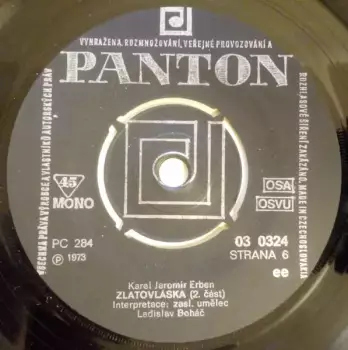 VŠECHNA PRÁVA VÝROBCE A VLASTNÍKŮ AUTORSKÝCH PRÁV
VYHRAŽENA. ROZMNOŽOVÁNÍ, VEŘEJNÉ PROVOZOVÁNÍ A
ROZHLASOVÉ ŠÍŘENÍ ZAKÁZÁNO. MADE IN CZECHOSLOVAKIA
PANTON
45
MONO
OSA
OSVU
PC 284
℗ 1973
03 0324
STRANA 6
ee
Karel Jaromír Erben
ZLATOVLÁSKA (2. část)
Interpretace: zasl. umělec
Ladislav Boháč